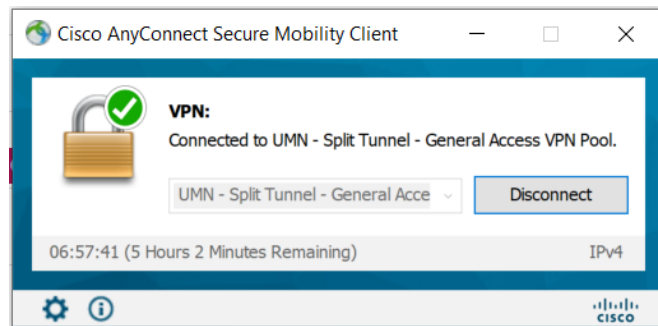 Cisco AnyConnect Secure Mobility Client
VPN:
Connected to UMN - Split Tunnel - General Access VPN Pool.
UMN - Split Tunnel - General Acce
Disconnect
06:57:41 (5 Hours 2 Minutes Remaining)
IPv4
CISCO